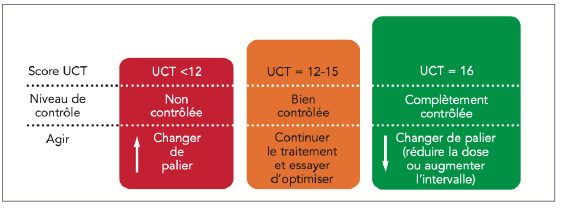 Score UCT
UCT <12
UCT = 12-15
UCT = 16
Niveau de
contrôle
Non
contrôlée
Bien
contrôlée
Complètement
contrôlée
Agir
Changer
de
palier
Continuer
le traitement
et essayer
d'optimiser
Changer de palier
(réduire la dose
ou augmenter
l'intervalle)